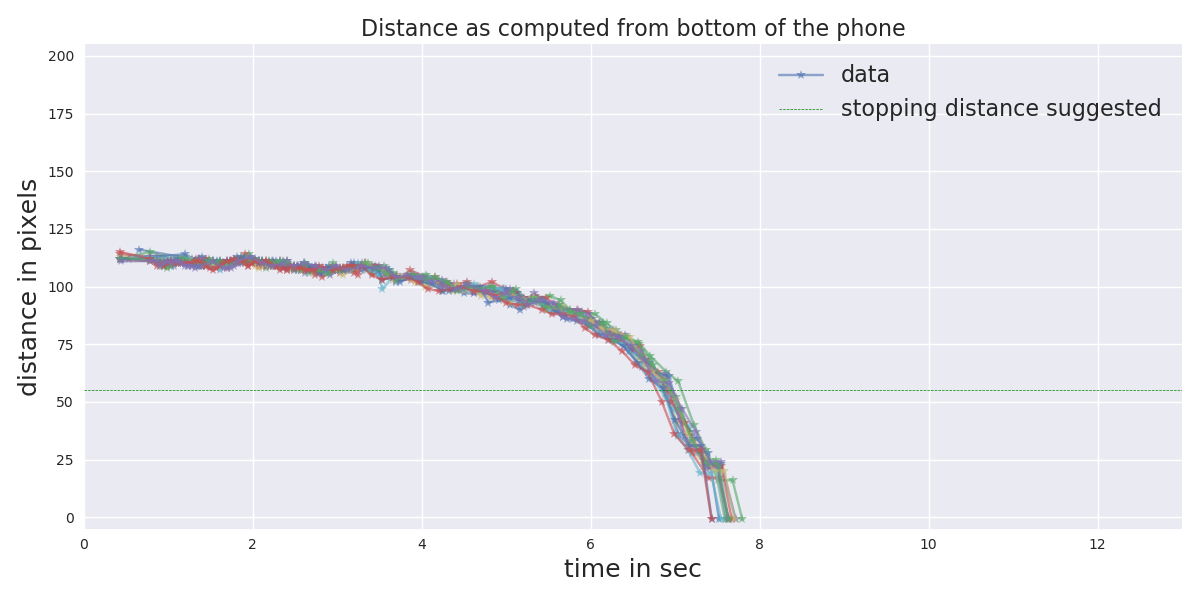 Distance as computed from bottom of the phone
200
175
150
125
100
75
50
25
0
distance in pixels
data
stopping distance suggested
0 2 4 6 8 10 12
time in sec